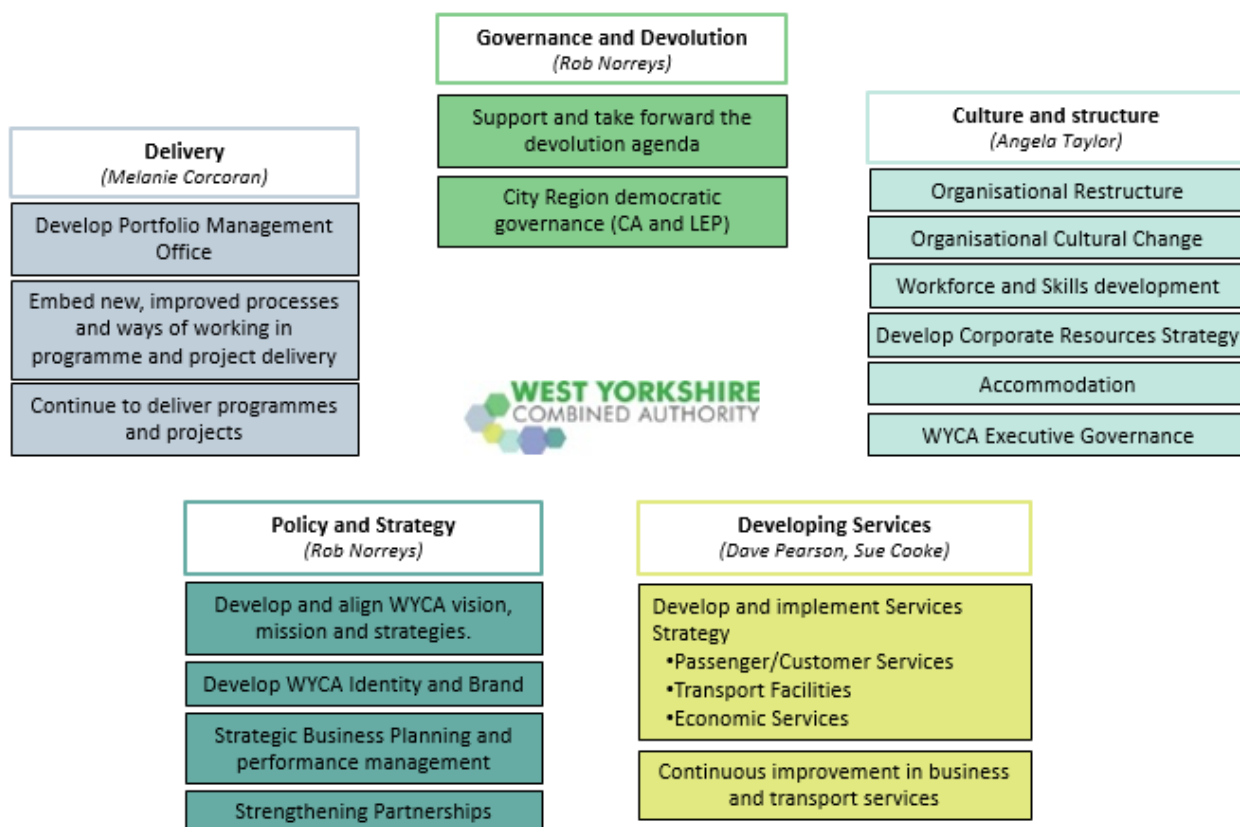 Governance and Devolution
(Rob Norreys)
Support and take forward the
devolution agenda
City Region democratic
governance (CA and LEP)
Delivery
(Melanie Corcoran)
Develop Portfolio Management
Office
Embed new, improved processes
and ways of working in
programme and project delivery
Continue to deliver programmes
and projects
Culture and structure
(Angela Taylor)
Organisational Restructure
Organisational Cultural Change
Workforce and Skills development
Develop Corporate Resources Strategy
Accommodation
WYCA Executive Governance
WEST YORKSHIRE
COMBINED AUTHORITY
Policy and Strategy
(Rob Norreys)
Develop and align WYCA vision,
mission and strategies.
Develop WYCA Identity and Brand
Strategic Business Planning and
performance management
Strengthening Partnerships
Developing Services
(Dave Pearson, Sue Cooke)
Develop and implement Services
Strategy
•Passenger/Customer Services
•Transport Facilities
•Economic Services
Continuous improvement in business
and transport services